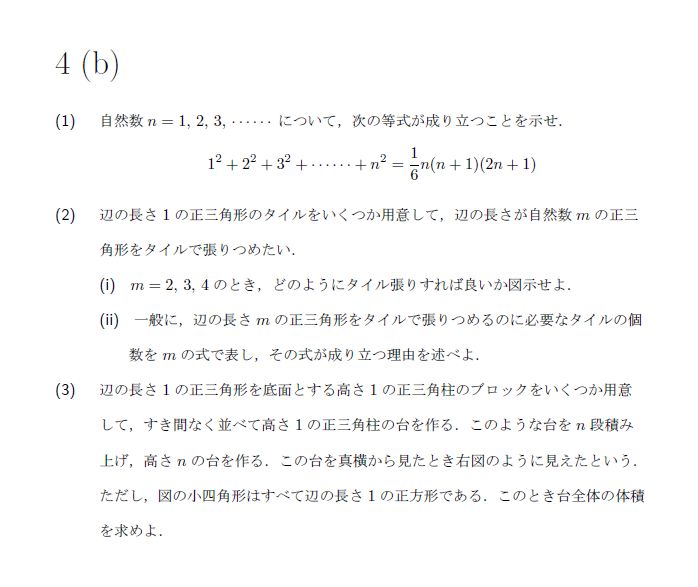 4 (b)
(1) 自然数 n = 1, 2, 3, ⋯⋯ について，次の等式が成り立つことを示せ．
1² + 2² + 3² + ⋯⋯ + n² = 1/6 n(n + 1)(2n + 1)
(2) 辺の長さ 1 の正三角形のタイルをいくつか用意して，辺の長さが自然数 m の正三
角形をタイルで張りつめたい．
(i) m = 2, 3, 4 のとき，どのようにタイル張りすれば良いか図示せよ．
(ii) 一般に，辺の長さ m の正三角形をタイルで張りつめるのに必要なタイルの個
数を m の式で表し，その式が成り立つ理由を述べよ．
(3) 辺の長さ 1 の正三角形を底面とする高さ 1 の正三角柱のブロックをいくつか用意
して，すき間なく並べて高さ 1 の正三角柱の台を作る．このような台を n 段積み
上げ，高さ n の台を作る．この台を真横から見たとき右図のように見えたという．
ただし，図の小四角形はすべて辺の長さ 1 の正方形である．このとき台全体の体積
を求めよ．